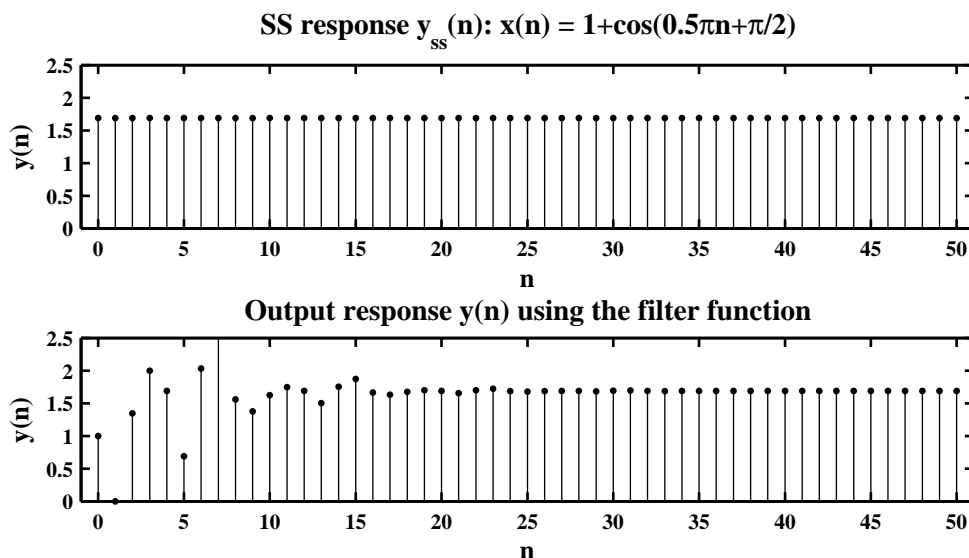 SS response y_ss(n): x(n) = 1+cos(0.5πn+π/2)
2.5
2
1.5
1
0.5
0
y(n)
0 5 10 15 20 25 30 35 40 45 50
n
Output response y(n) using the filter function
2.5
2
1.5
1
0.5
0
y(n)
0 5 10 15 20 25 30 35 40 45 50
n